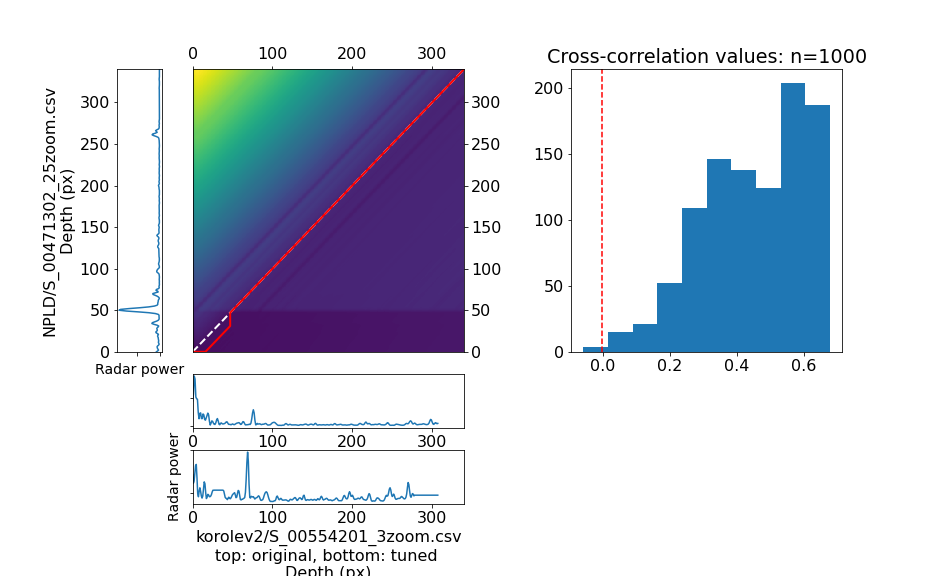 Cross-correlation values: n=1000
0 100 200 300
NPLD/S_00471302_25zoom.csv
Depth (px)
300
250
200
150
100
50
0
Radar power
300
250
200
150
100
50
0
200
150
100
50
0
0.0 0.2 0.4 0.6
0 100 200 300
Radar power
0 100 200 300
korolev2/S_00554201_3zoom.csv
top: original, bottom: tuned
Depth (px)